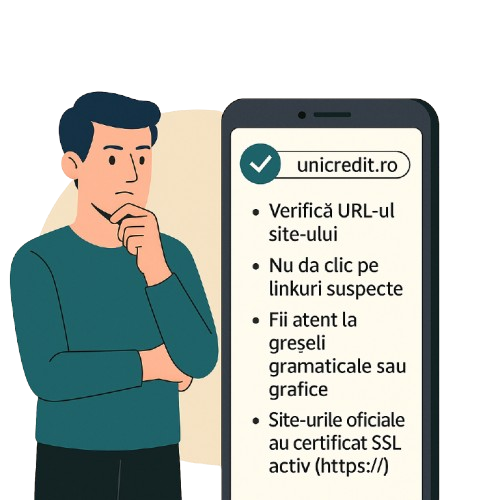 unicredit.ro
• Verifică URL-ul
site-ului
• Nu da clic pe
linkuri suspecte
• Fii atent la
greșeli
gramaticale sau
grafice
• Site-urile oficiale
au certificat SSL
activ (https://)